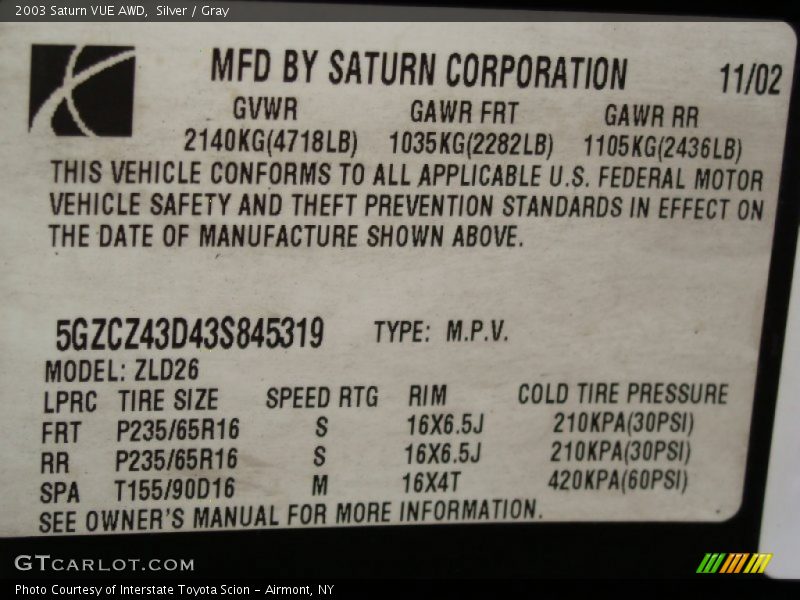 2003 Saturn VUE AWD,  Silver / Gray
MFD BY SATURN CORPORATION 11/02
GVWR GAWR FRT GAWR RR
2140KG(4718LB) 1035KG(2282LB) 1105KG(2436LB)
THIS VEHICLE CONFORMS TO ALL APPLICABLE U.S. FEDERAL MOTOR
VEHICLE SAFETY AND THEFT PREVENTION STANDARDS IN EFFECT ON
THE DATE OF MANUFACTURE SHOWN ABOVE.
5GZCZ43D43S845319 TYPE: M.P.V.
MODEL: ZLD26
LPRC TIRE SIZE SPEED RTG RIM COLD TIRE PRESSURE
FRT P235/65R16 S 16X6.5J 210KPA(30PSI)
RR P235/65R16 S 16X6.5J 210KPA(30PSI)
SPA T155/90D16 M 16X4T 420KPA(60PSI)
SEE OWNER'S MANUAL FOR MORE INFORMATION.
GTCARLOT.COM
Photo Courtesy of Interstate Toyota Scion - Airmont, NY